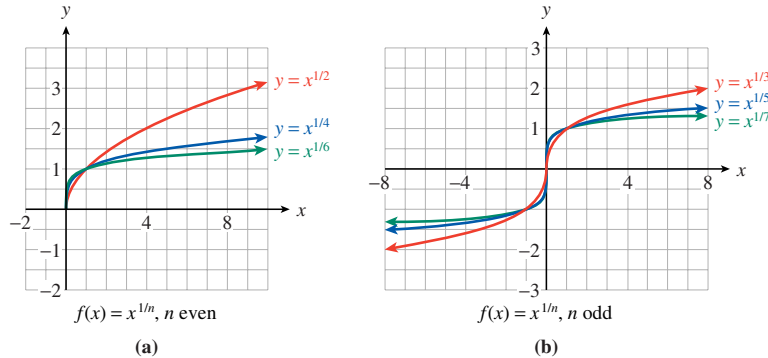 y
3
2
1
−1
−2
−2
4
8
x
y = x^{1/2}
y = x^{1/4}
y = x^{1/6}
f(x) = x^{1/n}, n even
(a)
y
3
2
1
−2
−3
−8
−4
4
8
x
y = x^{1/3}
y = x^{1/5}
y = x^{1/7}
f(x) = x^{1/n}, n odd
(b)